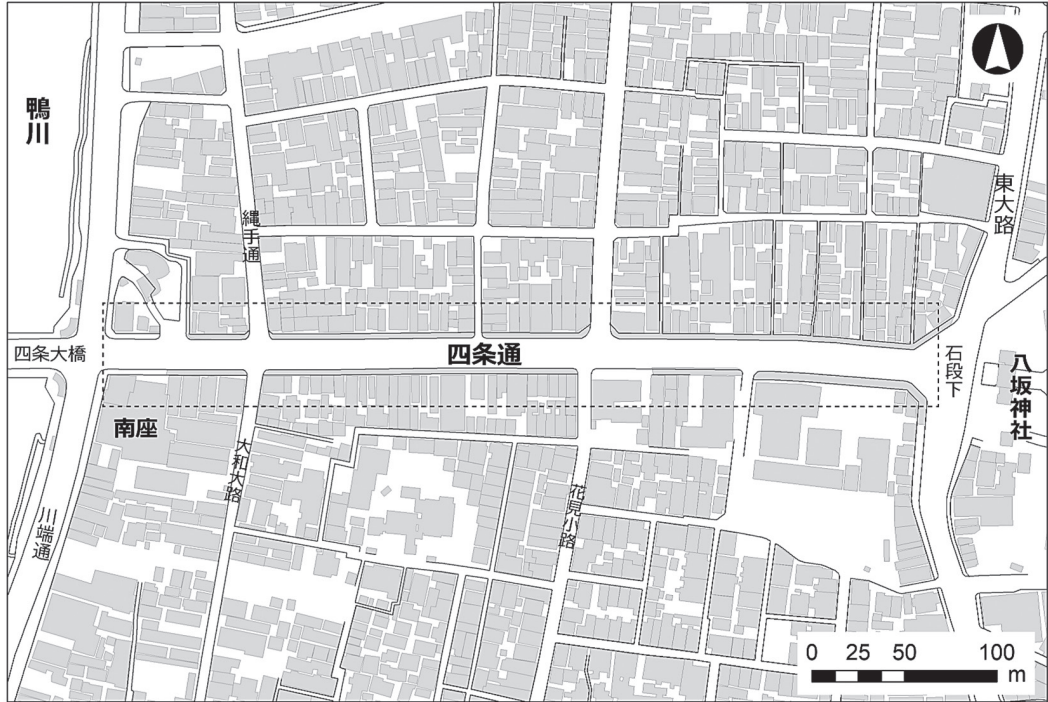 鴨川
縄手通
東大路
四条大橋
四条通
石段下
八坂神社
南座
大和大路
花見小路
川端通
0 25 50 100
m